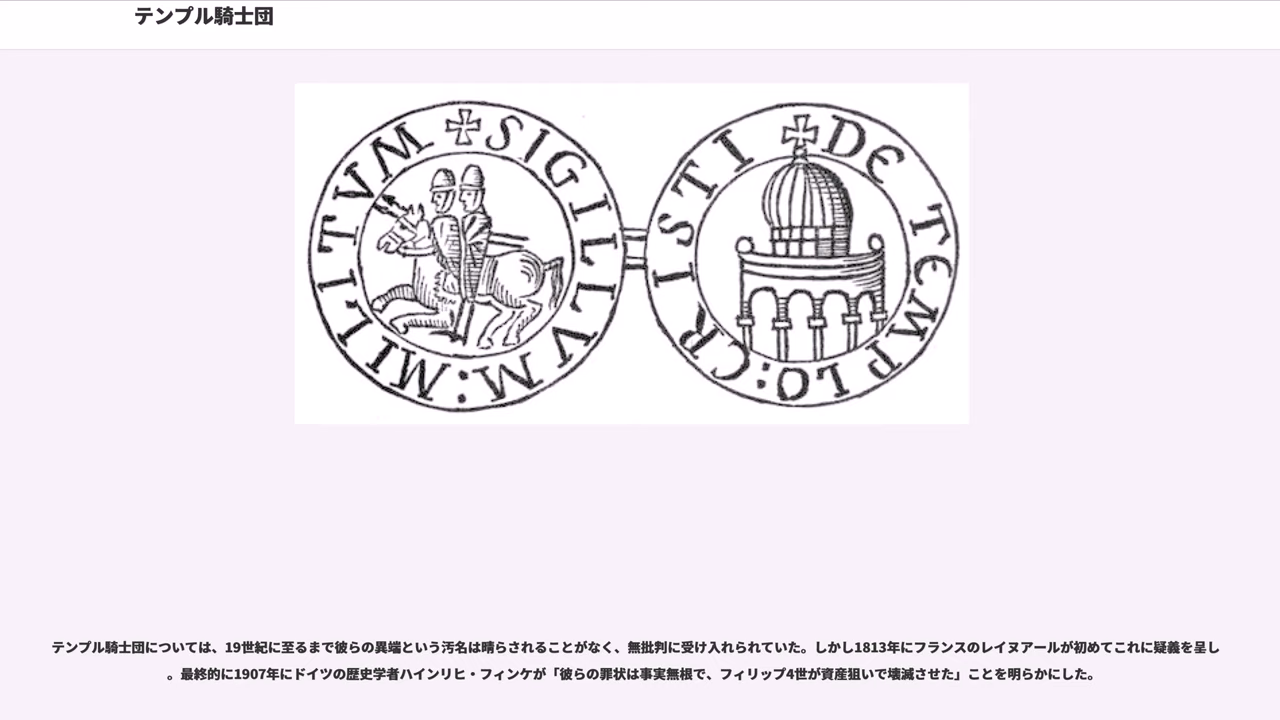 テンプル騎士団
✠SIGILLVM:MILITVM
✠DE TEMPLO:CRISTI
テンプル騎士団については、19世紀に至るまで彼らの異端という汚名は晴らされることがなく、無批判に受け入れられていた。しかし1813年にフランスのレイヌアールが初めてこれに疑義を呈し
。最終的に1907年にドイツの歴史学者ハインリヒ・フィンケが「彼らの罪状は事実無根で、フィリップ4世が資産狙いで壊滅させた」ことを明らかにした。